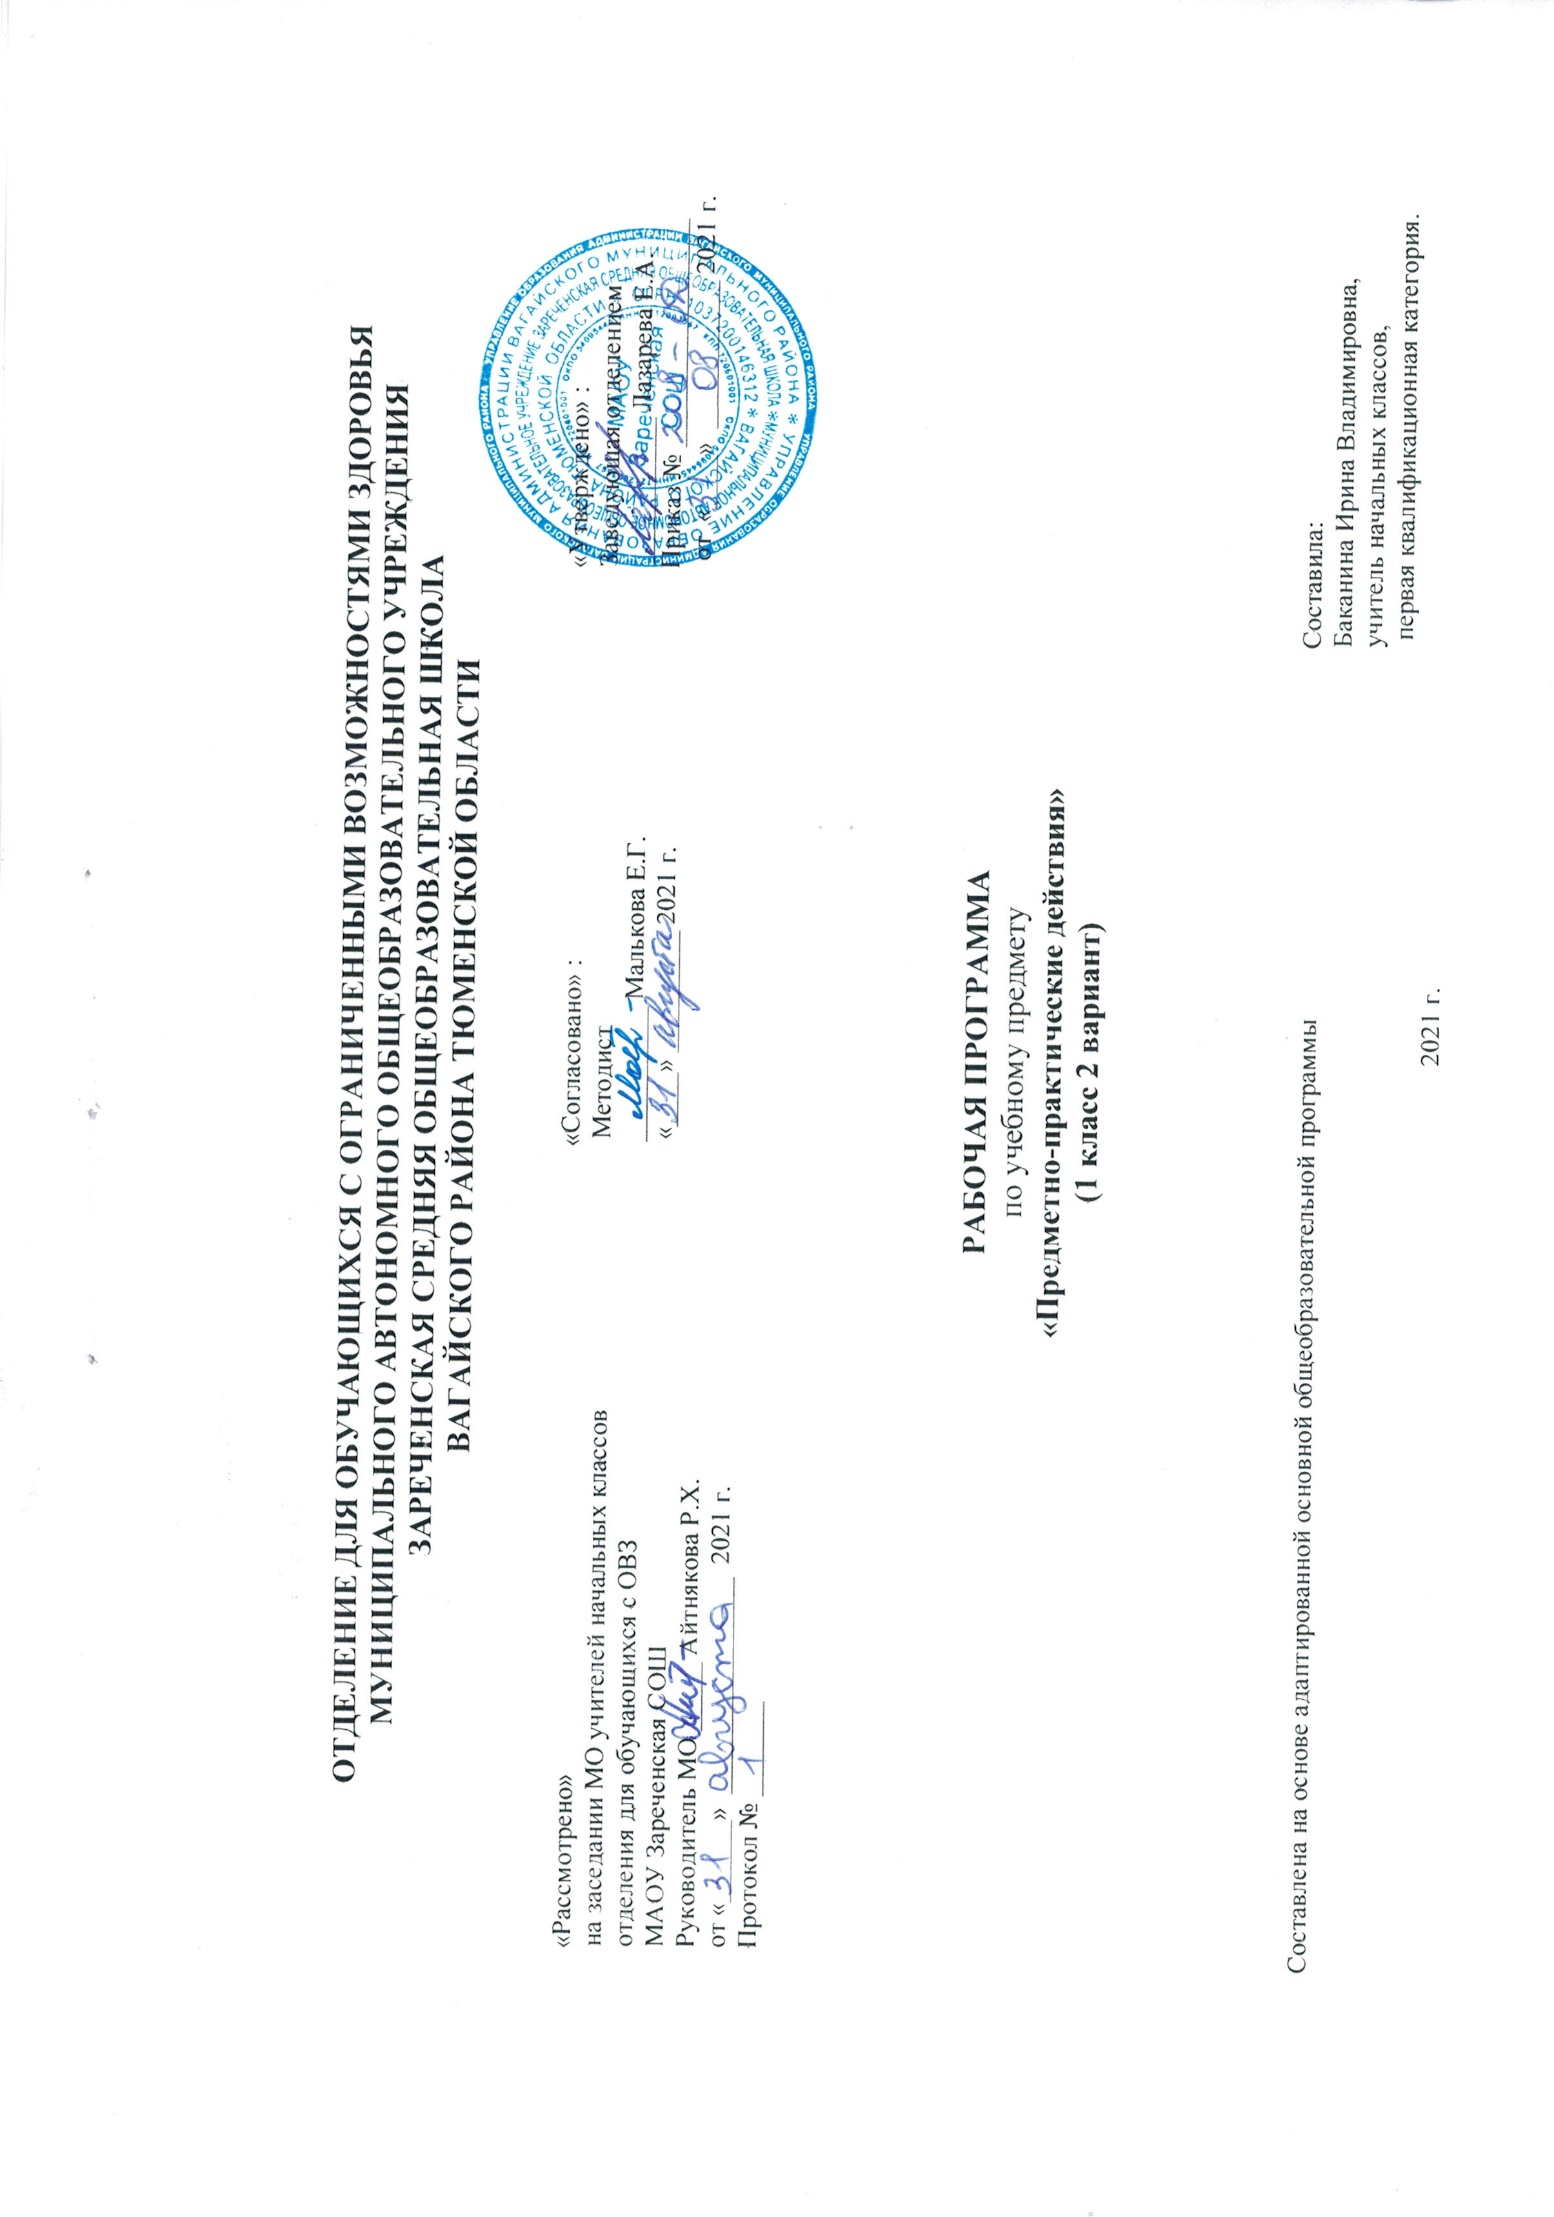 ОТДЕЛЕНИЕ ДЛЯ ОБУЧАЮЩИХСЯ С ОГРАНИЧЕННЫМИ ВОЗМОЖНОСТЯМИ ЗДОРОВЬЯ
МУНИЦИПАЛЬНОГО АВТОНОМНОГО ОБЩЕОБРАЗОВАТЕЛЬНОГО УЧРЕЖДЕНИЯ
ЗАРЕЧЕНСКАЯ СРЕДНЯЯ ОБЩЕОБРАЗОВАТЕЛЬНАЯ ШКОЛА
ВАГАЙСКОГО РАЙОНА ТЮМЕНСКОЙ ОБЛАСТИ
«Рассмотрено»
на заседании МО учителей начальных классов
отделения для обучающихся с ОВЗ
МАОУ Зареченская СОШ
Руководитель МО Айтнякова Р.Х.
от « 31 » августа 2021 г.
Протокол № 1
«Согласовано» :
Методист
Малькова Е.Г.
« 31 » августа 2021 г.
«Утверждено» :
Заведующая отделением
Лазарева Е.А.
Приказ №
от « 31 » 08 2021 г.
МАОУ
Зареченская
РАБОЧАЯ ПРОГРАММА
по учебному предмету
«Предметно-практические действия»
(1 класс 2 вариант)
Составлена на основе адаптированной основной общеобразовательной программы
Составила:
Баканина Ирина Владимировна,
учитель начальных классов,
первая квалификационная категория.
2021 г.